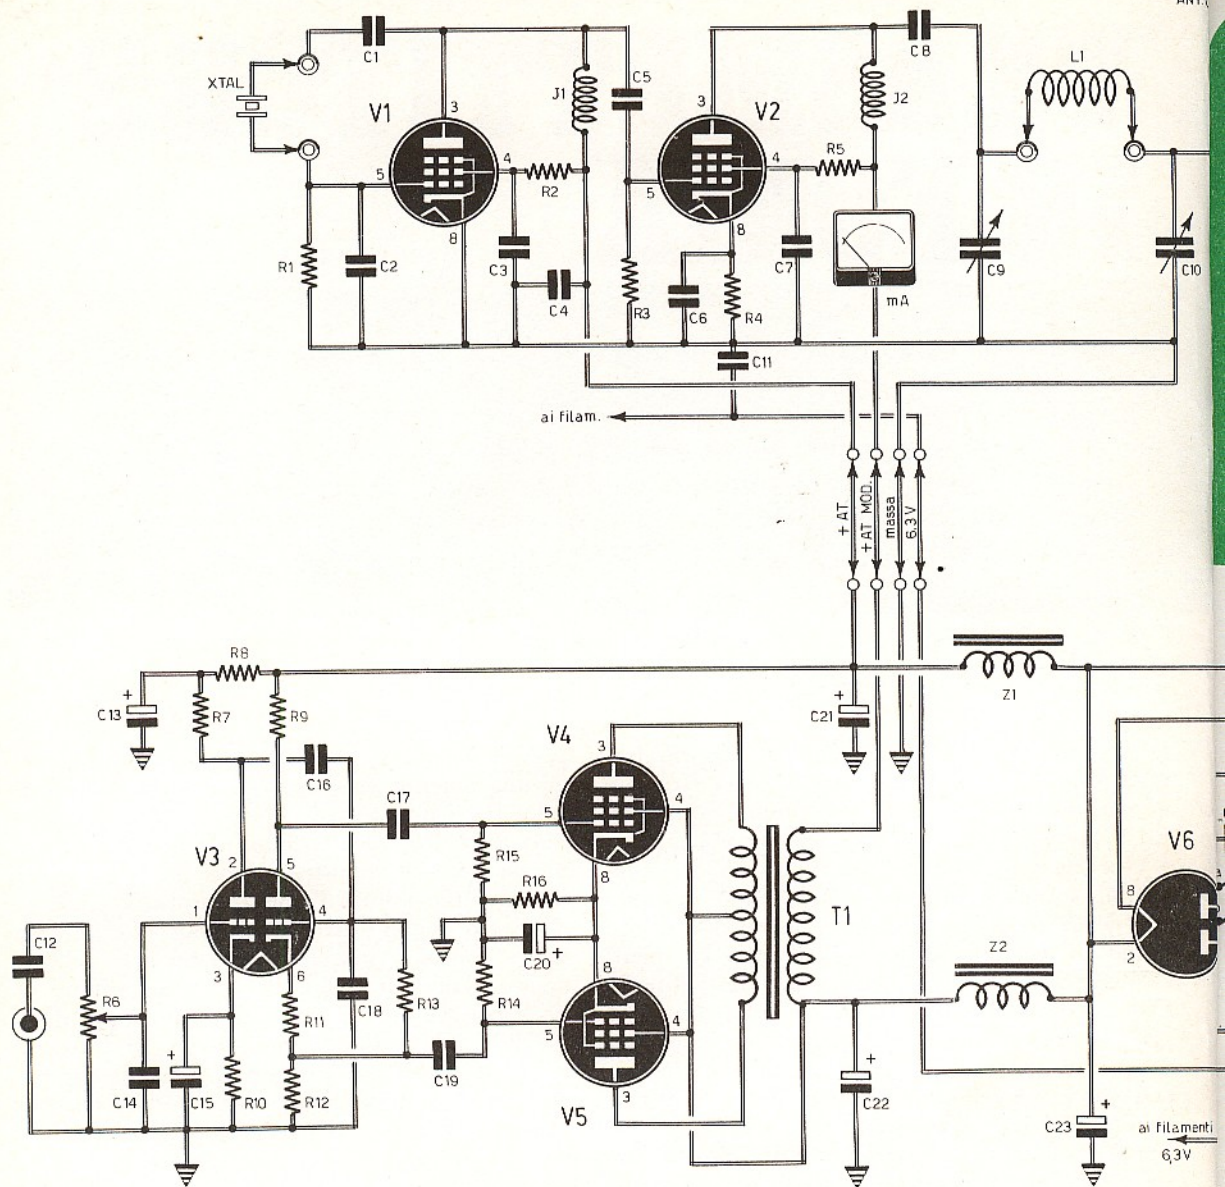 ANT.
C1
C8
L1
XTAL
V1
3
J1
C5
3
V2
J2
5
4
R2
5
4
R5
8
8
R1
C2
C3
C4
R3
C6
R4
C7
mA
C9
C10
C11
ai filam.
+ AT.
+ AT MOD.
massa
6.3 V
R8
+
C13
R7
R9
+
C21
Z1
V4
3
C16
C17
5
4
V3
2
5
R15
8
V6
8
R16
1
4
T1
C12
C20
+
Z2
2
3
6
8
R6
R13
R14
C18
R11
5
4
+
C19
+
C14
C15
R10
R12
3
C22
V5
+
C23
ai filamenti
6,3V